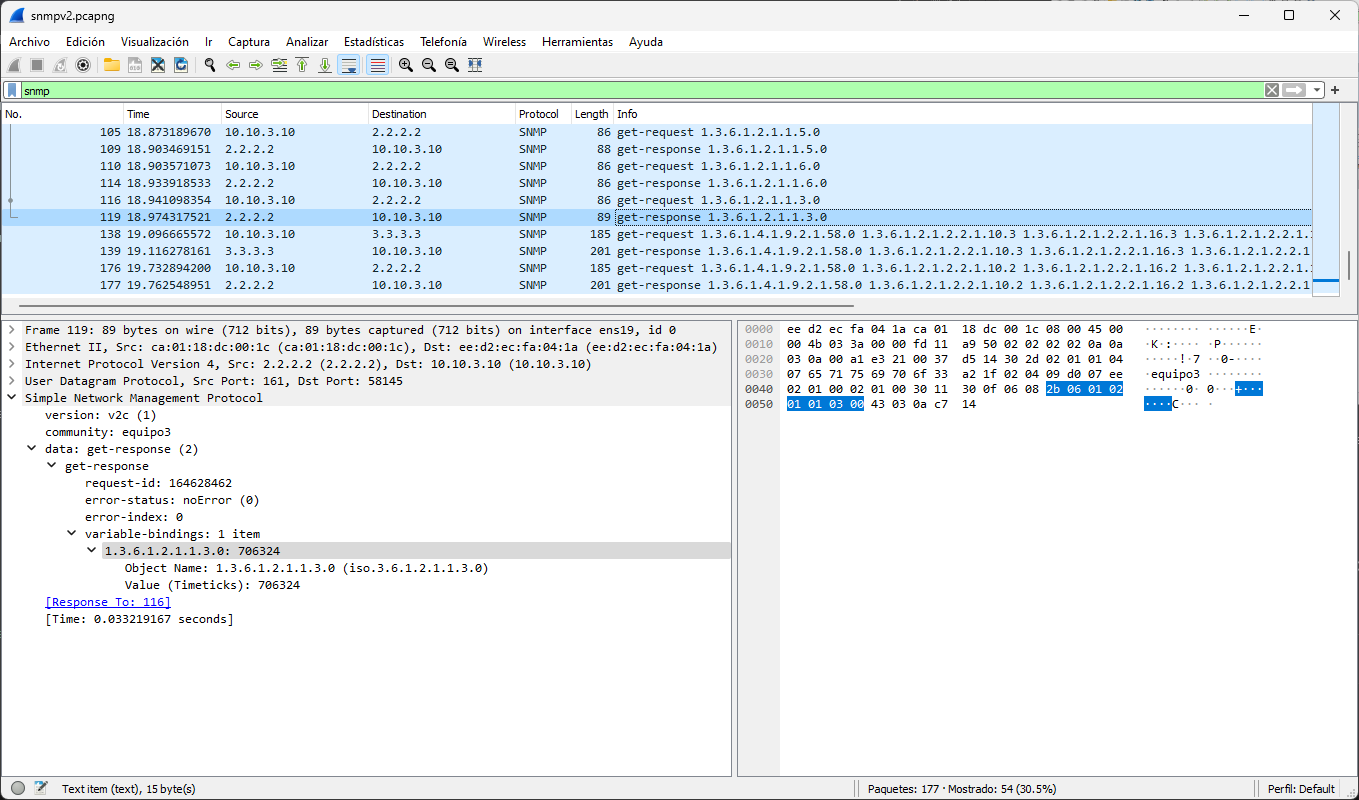 snmpv2.pcapng
Archivo Edición Visualización Ir Captura Analizar Estadísticas Telefonía Wireless Herramientas Ayuda
snmp
No. Time Source Destination Protocol Length Info
105 18.873189670 10.10.3.10 2.2.2.2 SNMP 86 get-request 1.3.6.1.2.1.1.5.0
109 18.903469151 2.2.2.2 10.10.3.10 SNMP 88 get-response 1.3.6.1.2.1.1.5.0
110 18.903571073 10.10.3.10 2.2.2.2 SNMP 86 get-request 1.3.6.1.2.1.1.6.0
114 18.933918533 2.2.2.2 10.10.3.10 SNMP 86 get-response 1.3.6.1.2.1.1.6.0
116 18.941098354 10.10.3.10 2.2.2.2 SNMP 86 get-request 1.3.6.1.2.1.1.3.0
119 18.974317521 2.2.2.2 10.10.3.10 SNMP 89 get-response 1.3.6.1.2.1.1.3.0
138 19.096665572 10.10.3.10 3.3.3.3 SNMP 185 get-request 1.3.6.1.4.1.9.2.1.58.0 1.3.6.1.2.1.2.2.1.10.3 1.3.6.1.2.1.2.2.1.16.3 1.3.6.1.2.1.2.2.1.
139 19.116278161 3.3.3.3 10.10.3.10 SNMP 201 get-response 1.3.6.1.4.1.9.2.1.58.0 1.3.6.1.2.1.2.2.1.10.3 1.3.6.1.2.1.2.2.1.16.3 1.3.6.1.2.1.2.2.1
176 19.732894200 10.10.3.10 2.2.2.2 SNMP 185 get-request 1.3.6.1.4.1.9.2.1.58.0 1.3.6.1.2.1.2.2.1.10.2 1.3.6.1.2.1.2.2.1.16.2 1.3.6.1.2.1.2.2.1.
177 19.762548951 2.2.2.2 10.10.3.10 SNMP 201 get-response 1.3.6.1.4.1.9.2.1.58.0 1.3.6.1.2.1.2.2.1.10.2 1.3.6.1.2.1.2.2.1.16.2 1.3.6.1.2.1.2.2.1
Frame 119: 89 bytes on wire (712 bits), 89 bytes captured (712 bits) on interface ens19, id 0
Ethernet II, Src: ca:01:18:dc:00:1c (ca:01:18:dc:00:1c), Dst: ee:d2:ec:fa:04:1a (ee:d2:ec:fa:04:1a)
Internet Protocol Version 4, Src: 2.2.2.2 (2.2.2.2), Dst: 10.10.3.10 (10.10.3.10)
User Datagram Protocol, Src Port: 161, Dst Port: 58145
Simple Network Management Protocol
version: v2c (1)
community: equipo3
data: get-response (2)
get-response
request-id: 164628462
error-status: noError (0)
error-index: 0
variable-bindings: 1 item
1.3.6.1.2.1.1.3.0: 706324
Object Name: 1.3.6.1.2.1.1.3.0 (iso.3.6.1.2.1.1.3.0)
Value (Timeticks): 706324
[Response To: 116]
[Time: 0.033219167 seconds]
0000 ee d2 ec fa 04 1a ca 01 18 dc 00 1c 08 00 45 00 ········ ······E·
0010 00 4b 03 3a 00 00 fd 11 a9 50 02 02 02 02 0a 0a ·K·:···· ·P······
0020 03 0a 00 a1 e3 21 00 37 d5 14 30 2d 02 01 01 04 ·····!·7 ··0-····
0030 07 65 71 75 69 70 6f 33 a2 1f 02 04 09 d0 07 ee ·equipo3 ········
0040 02 01 00 02 01 00 30 11 30 0f 06 08 2b 06 01 02 ······0· 0···+···
0050 01 01 03 00 43 03 0a c7 14 ····C··· ·
Text item (text), 15 byte(s)
Paquetes: 177 · Mostrado: 54 (30.5%)
Perfil: Default